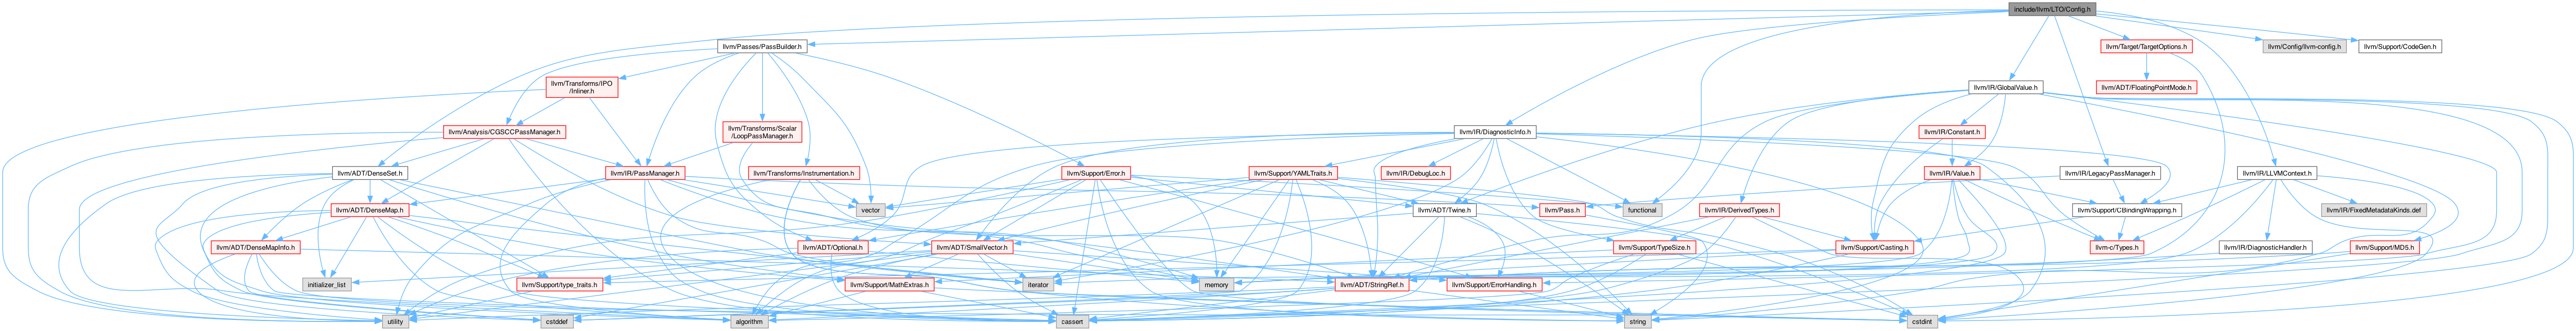 include/llvm/LTO/Config.h
llvm/Passes/PassBuilder.h
llvm/Target/TargetOptions.h
llvm/Config/llvm-config.h
llvm/Support/CodeGen.h
llvm/Transforms/IPO
/Inliner.h
llvm/IR/GlobalValue.h
llvm/ADT/FloatingPointMode.h
llvm/Analysis/CGSCCPassManager.h
llvm/Transforms/Scalar
/LoopPassManager.h
llvm/IR/DiagnosticInfo.h
llvm/IR/Constant.h
llvm/ADT/DenseSet.h
llvm/IR/PassManager.h
llvm/Transforms/Instrumentation.h
llvm/Support/Error.h
llvm/Support/YAMLTraits.h
llvm/IR/DebugLoc.h
llvm/IR/Value.h
llvm/IR/LegacyPassManager.h
llvm/IR/LLVMContext.h
llvm/ADT/DenseMap.h
vector
llvm/ADT/Twine.h
llvm/Pass.h
functional
llvm/IR/DerivedTypes.h
llvm/Support/CBindingWrapping.h
llvm/IR/FixedMetadataKinds.def
llvm/ADT/DenseMapInfo.h
llvm/ADT/Optional.h
llvm/ADT/SmallVector.h
llvm/Support/TypeSize.h
llvm/Support/Casting.h
llvm-c/Types.h
llvm/IR/DiagnosticHandler.h
llvm/Support/MD5.h
initializer_list
llvm/Support/type_traits.h
llvm/Support/MathExtras.h
iterator
memory
llvm/ADT/StringRef.h
llvm/Support/ErrorHandling.h
utility
cstddef
algorithm
cassert
string
cstdint